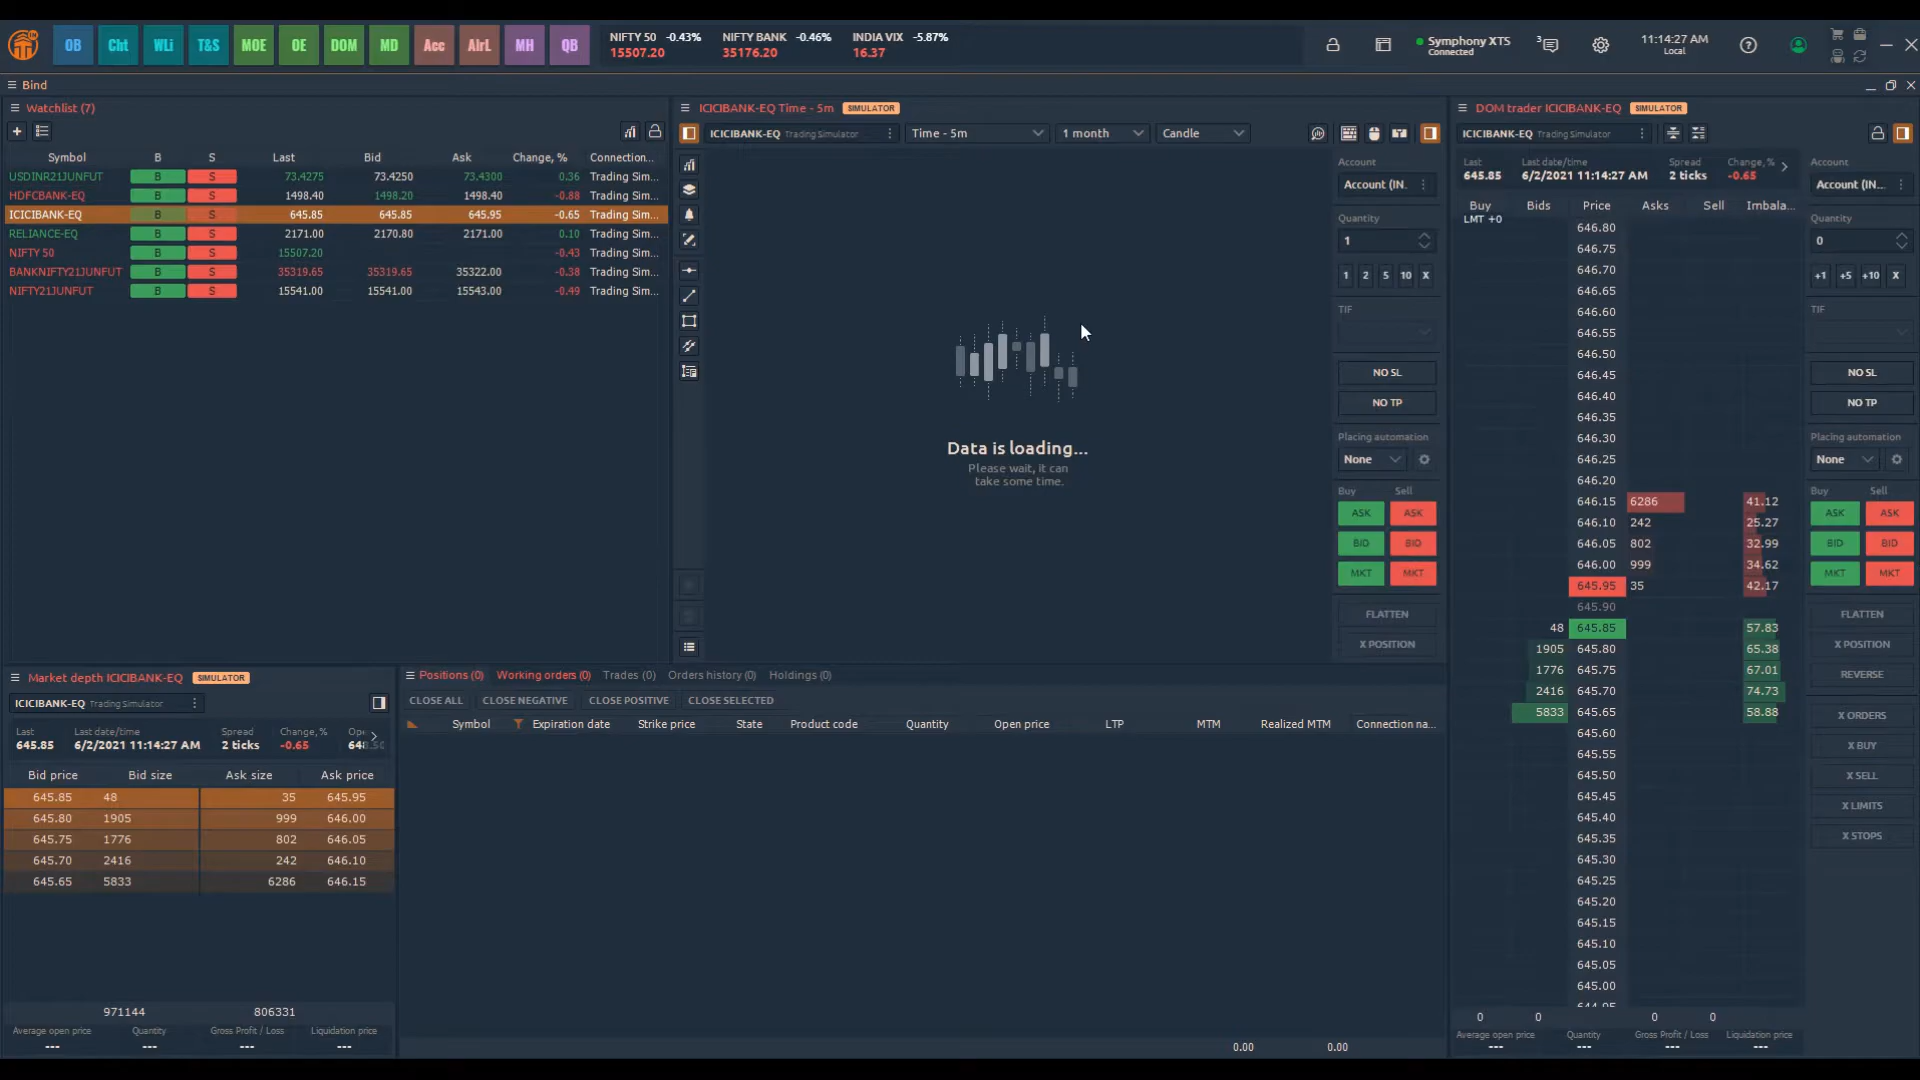 OB Cht WLi T&S MOE OE DOM MD Acc AlrL MH QB
NIFTY 50 -0.43% NIFTY BANK -0.46% INDIA VIX -5.87%
15507.20 35176.20 16.37
3 Symphony XTS
Connected
11:14:27 AM
Local
Bind
Watchlist (7)
Symbol B S Last Bid Ask Change, % Connection...
USDINR21JUNFUT B S 73.4275 73.4250 73.4300 0.36 Trading Sim...
HDFCBANK-EQ B S 1498.40 1498.20 1498.40 -0.88 Trading Sim...
ICICIBANK-EQ B S 645.85 645.85 645.95 -0.65 Trading Sim...
RELIANCE-EQ B S 2171.00 2170.80 2171.00 0.10 Trading Sim...
NIFTY 50 B S 15507.20 -0.43 Trading Sim...
BANKNIFTY21JUNFUT B S 35319.65 35319.65 35322.00 -0.38 Trading Sim...
NIFTY21JUNFUT B S 15541.00 15541.00 15543.00 -0.49 Trading Sim...
ICICIBANK-EQ Time - 5m SIMULATOR
ICICIBANK-EQ Trading Simulator Time - 5m 1 month Candle
Data is loading...
Please wait, it can
take some time.
Account
Account (IN.
Quantity
1
1 2 5 10 X
TIF
NO SL
NO TP
Placing automation
None
Buy Sell
ASK ASK
BID BID
MKT MKT
FLATTEN
X POSITION
DOM trader ICICIBANK-EQ SIMULATOR
ICICIBANK-EQ Trading Simulator
Last Last date/time Spread Change, %
645.85 6/2/2021 11:14:27 AM 2 ticks -0.65
Buy Bids Price Asks Sell Imbala...
LMT +0
646.80
646.75
646.70
646.65
646.60
646.55
646.50
646.45
646.40
646.35
646.30
646.25
646.20
646.15 6286 41.12
646.10 242 25.27
646.05 802 32.99
646.00 999 34.62
645.95 35 42.17
645.90
48 645.85 57.83
1905 645.80 65.38
1776 645.75 67.01
2416 645.70 74.73
5833 645.65 58.88
645.60
645.55
645.50
645.45
645.40
645.35
645.30
645.25
645.20
645.15
645.10
645.05
645.00
0 0 0 0
Average open price Quantity Gross Profit / Loss Liquidation price
--- --- --- ---
Account
Account (IN...
Quantity
0
+1 +5 +10 X
TIF
NO SL
NO TP
Placing automation
None
Buy Sell
ASK ASK
BID BID
MKT MKT
FLATTEN
X POSITION
REVERSE
X ORDERS
X BUY
X SELL
X LIMITS
X STOPS
Market depth ICICIBANK-EQ SIMULATOR
ICICIBANK-EQ Trading Simulator
Last Last date/time Spread Change, %
645.85 6/2/2021 11:14:27 AM 2 ticks -0.65
Bid price Bid size Ask size Ask price
645.85 48 35 645.95
645.80 1905 999 646.00
645.75 1776 802 646.05
645.70 2416 242 646.10
645.65 5833 6286 646.15
971144 806331
Average open price Quantity Gross Profit / Loss Liquidation price
--- --- --- ---
Positions (0) Working orders (0) Trades (0) Orders history (0) Holdings (0)
CLOSE ALL CLOSE NEGATIVE CLOSE POSITIVE CLOSE SELECTED
Symbol Expiration date Strike price State Product code Quantity Open price LTP MTM Realized MTM Connection na...
0.00 0.00